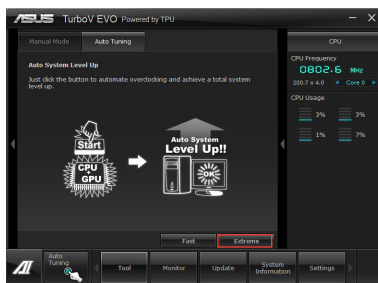 ASUS TurboV EVO Powered by TPU
Manual Mode
Auto Tuning
Auto System Level Up
Just click the button to automate overclocking and achieve a total system
level up.
Start
CPU
+
GPU
Auto System
Level Up!!
OK
Fast
Extreme
CPU
CPU Frequency
0802.6 MHz
200.7 x 4.0
Core 0
CPU Usage
3%
3%
1%
7%
AI
Auto
Tuning
Tool
Monitor
Update
System
Information
Settings